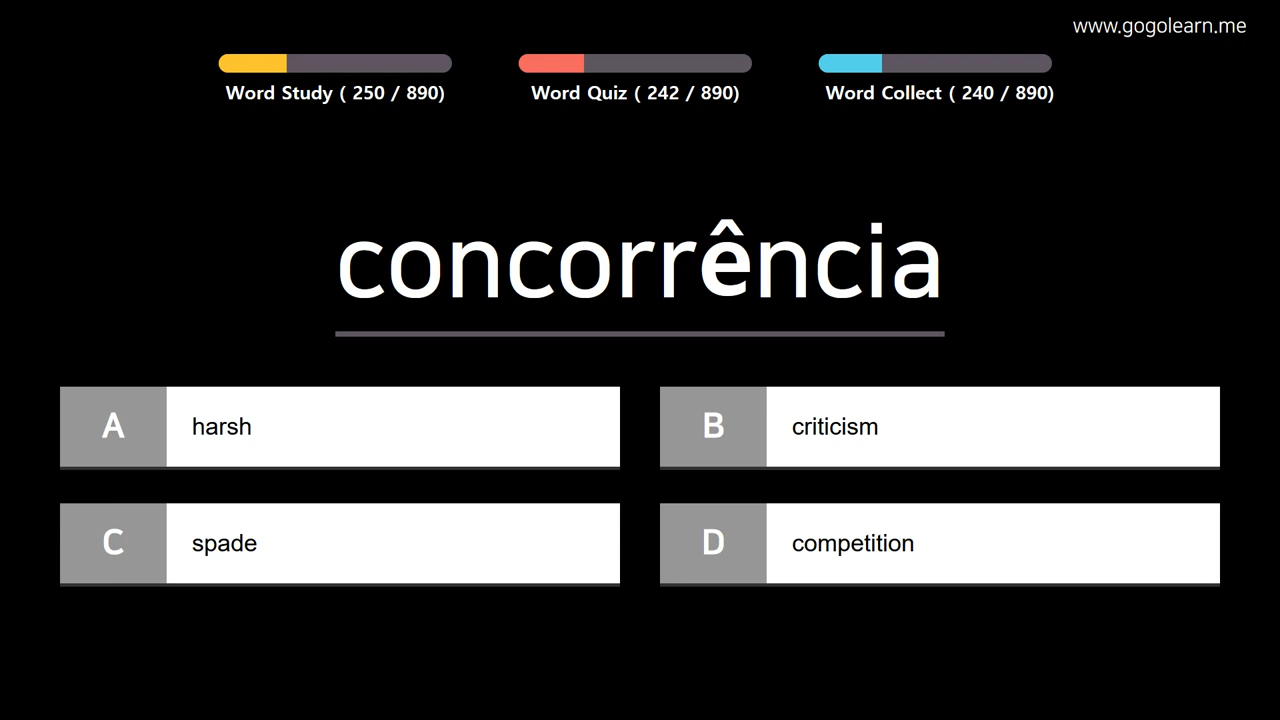 www.gogolearn.me
Word Study ( 250 / 890)
Word Quiz ( 242 / 890)
Word Collect ( 240 / 890)
concorrência
A harsh
B criticism
C spade
D competition